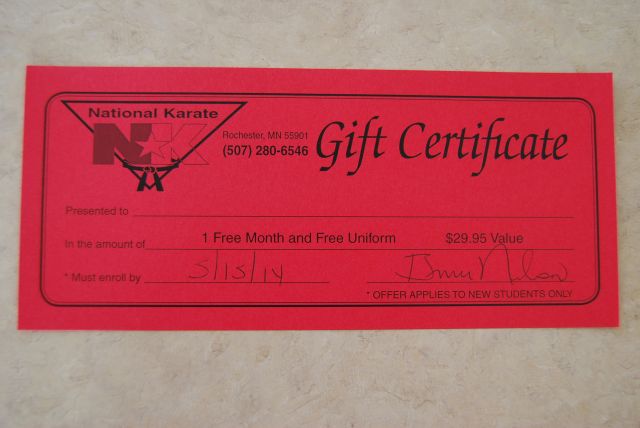 National Karate
NK
Rochester, MN 55901
(507) 280-6546
Gift Certificate
Presented to
In the amount of 1 Free Month and Free Uniform $29.95 Value
* Must enroll by 5/15/14
* OFFER APPLIES TO NEW STUDENTS ONLY